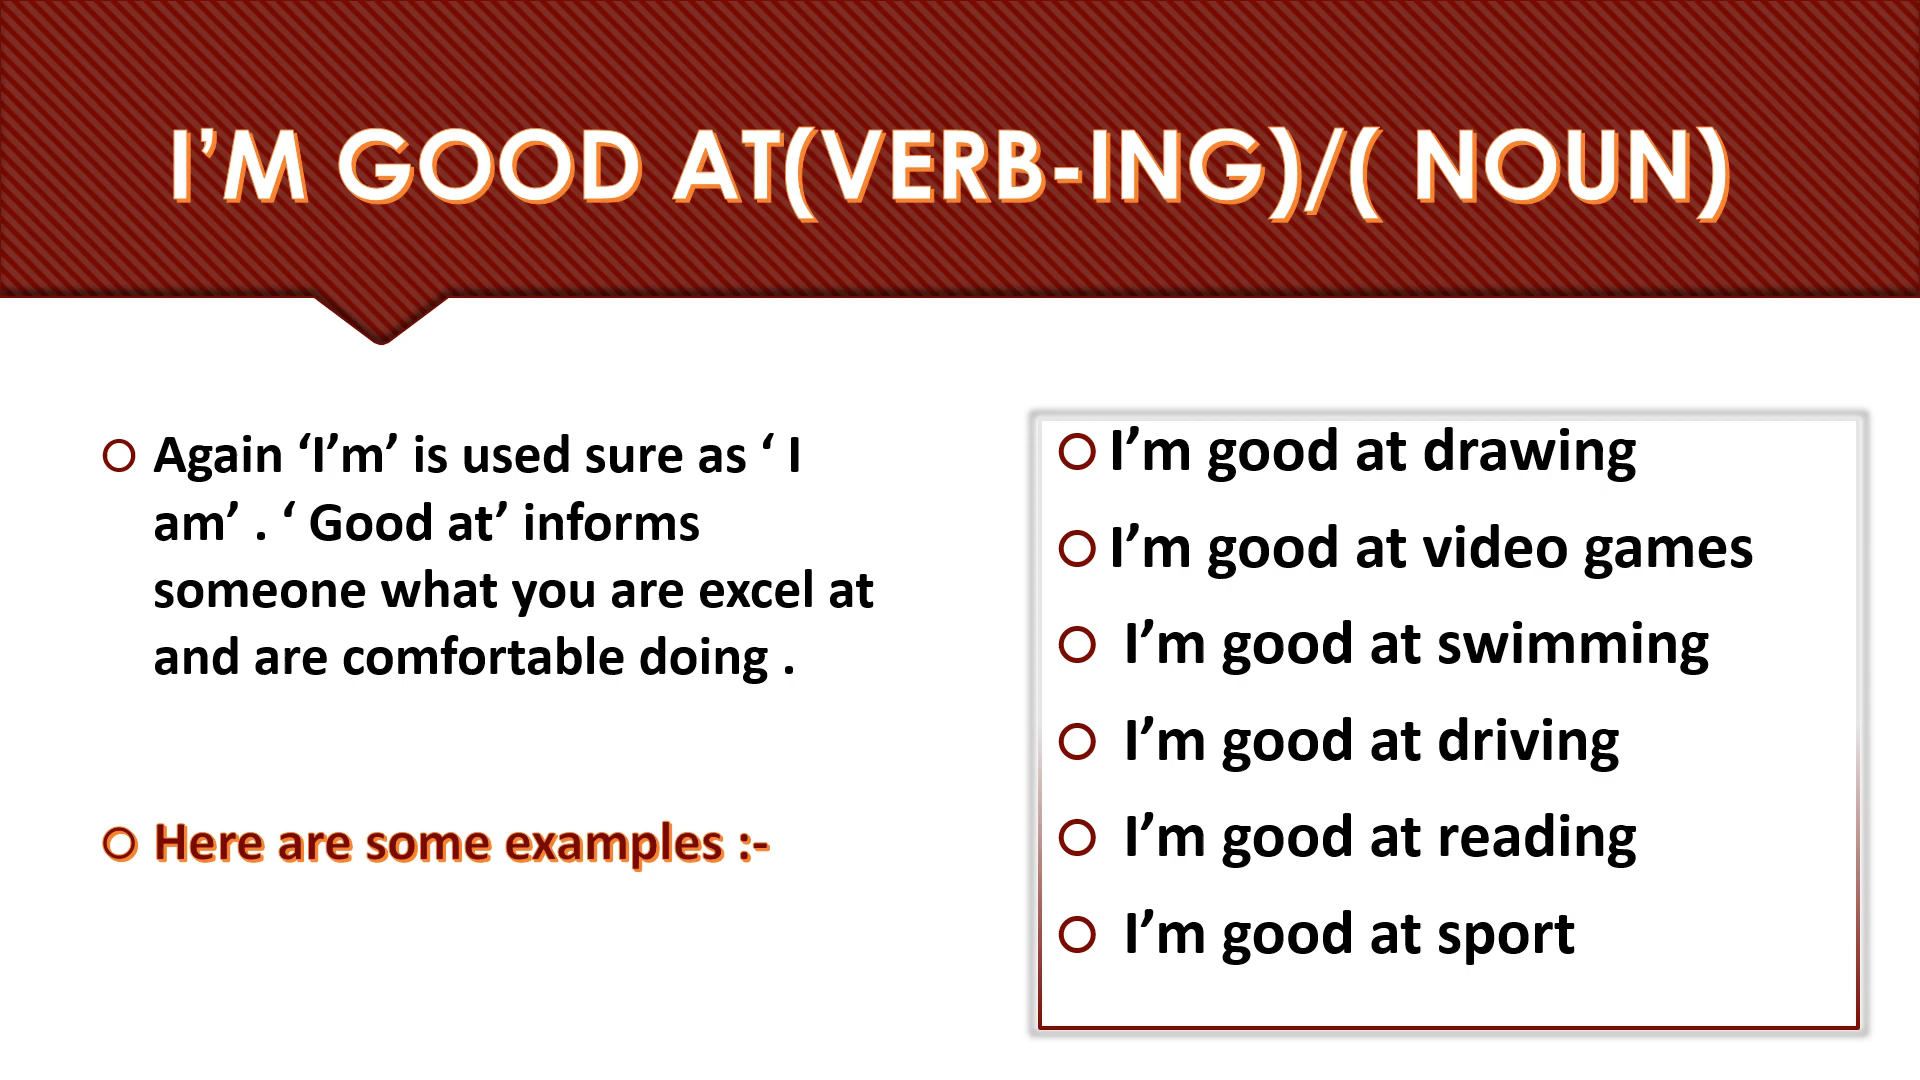 I’M GOOD AT(VERB-ING)/( NOUN)
Again ‘I’m’ is used sure as ‘ I
am’ . ‘ Good at’ informs
someone what you are excel at
and are comfortable doing .
Here are some examples :-
I’m good at drawing
I’m good at video games
I’m good at swimming
I’m good at driving
I’m good at reading
I’m good at sport